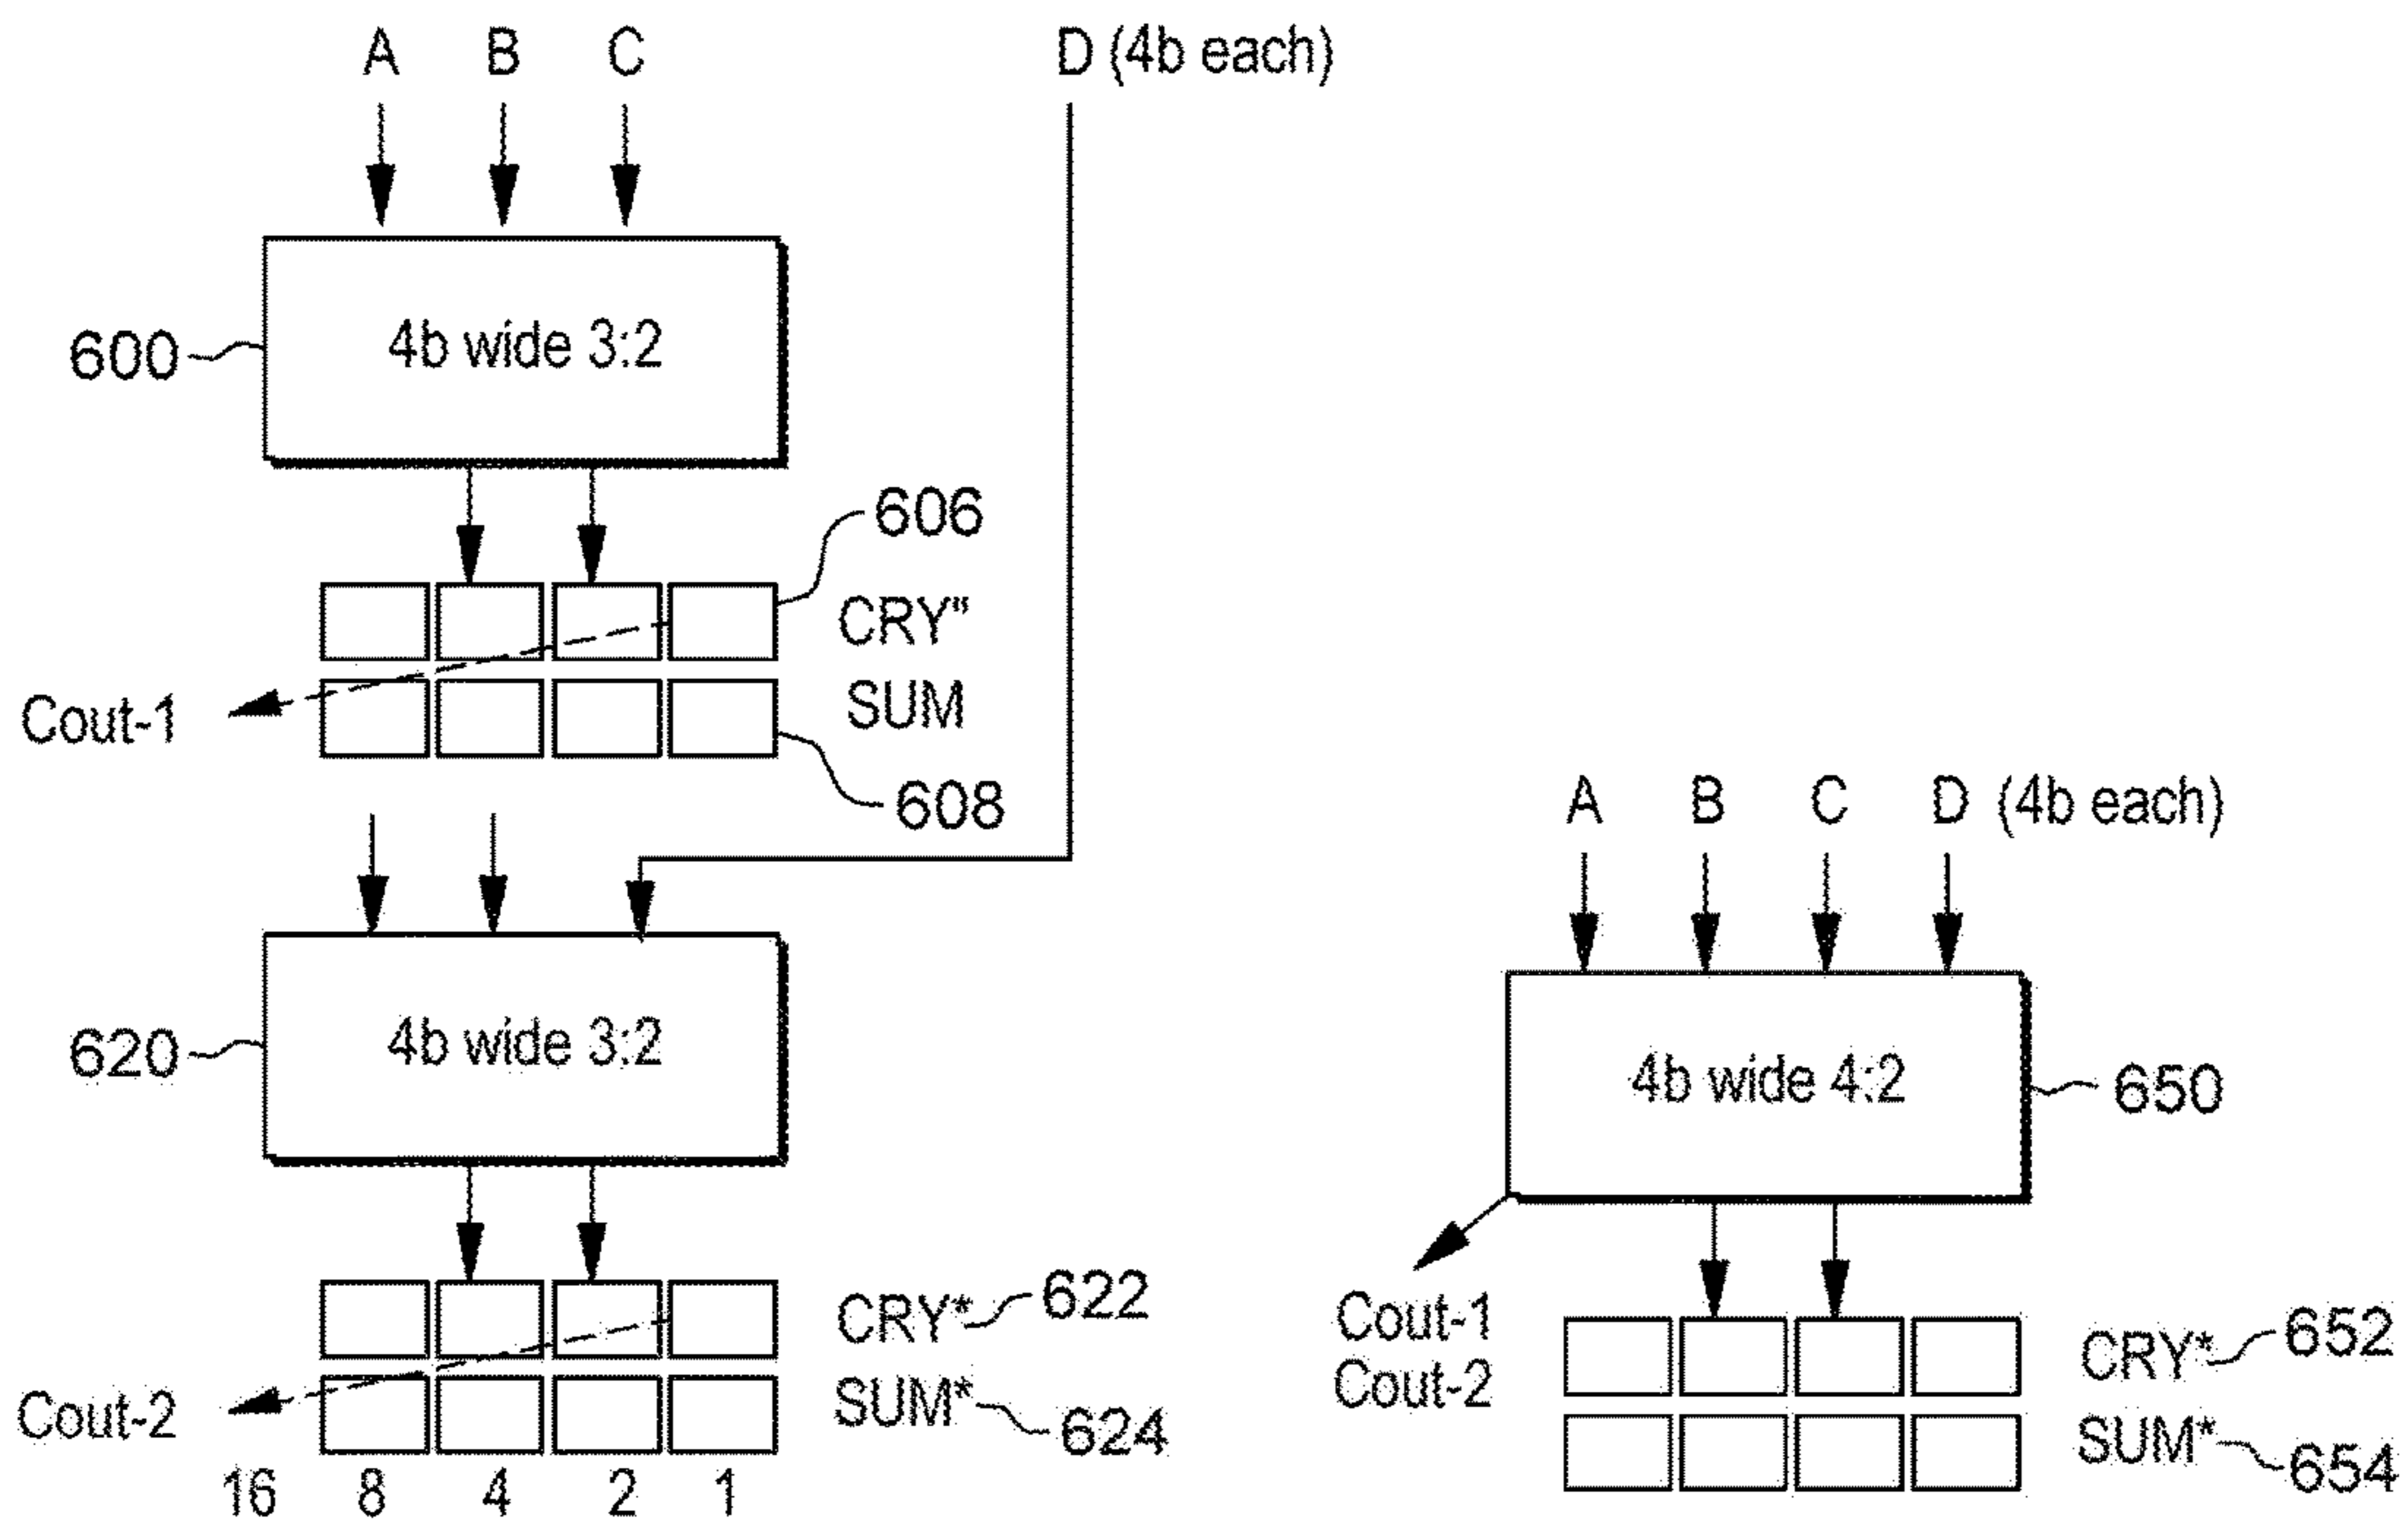 A B C D (4b each)
600 4b wide 3:2
606
CRY"
Cout-1 SUM
608
A B C D (4b each)
620 4b wide 3:2
4b wide 4:2 650
CRY* 622
Cout-2 SUM* 624
16 8 4 2 1
Cout-1 CRY* 652
Cout-2 SUM* 654